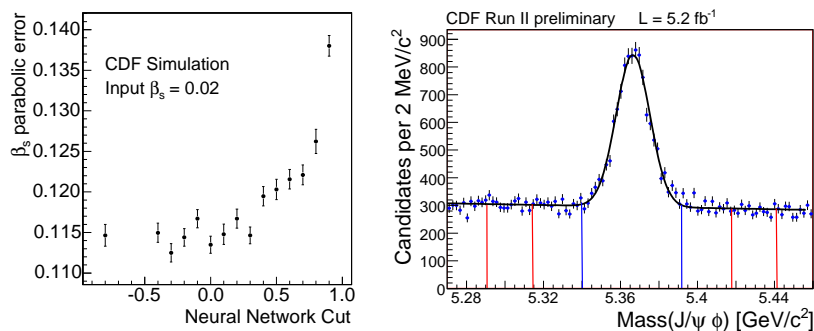 0.140
0.135
0.130
0.125
0.120
0.115
0.110
β_s parabolic error
CDF Simulation
Input β_s = 0.02
-0.5 0.0 0.5 1.0
Neural Network Cut
CDF Run II preliminary L = 5.2 fb⁻¹
900
800
700
600
500
400
300
200
100
0
Candidates per 2 MeV/c²
5.28 5.32 5.36 5.4 5.44
Mass(J/ψ ϕ) [GeV/c²]